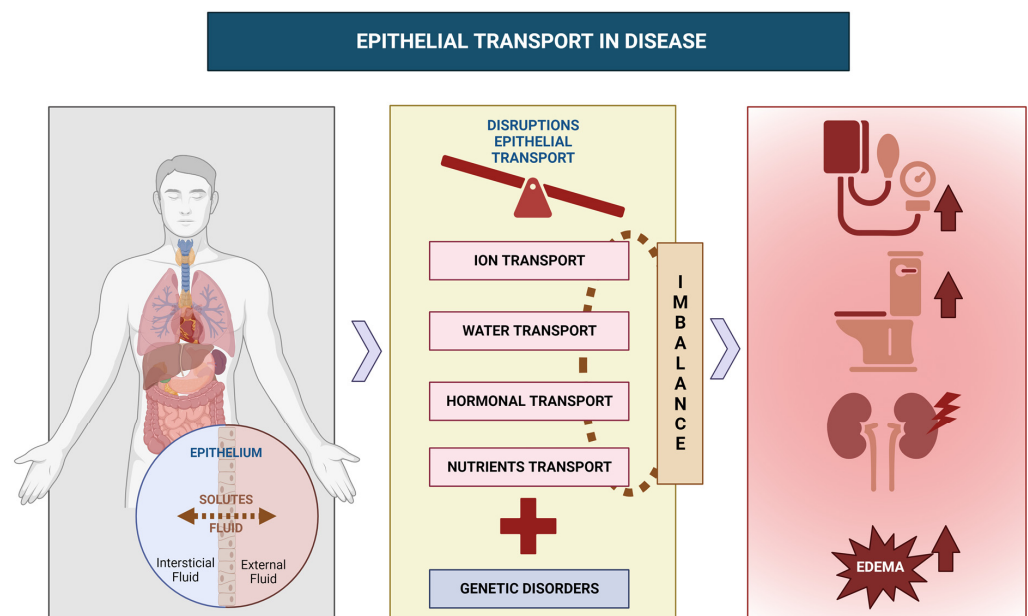 EPITHELIAL TRANSPORT IN DISEASE
EPITHELIUM
SOLUTES
FLUID
Intersticial
Fluid
External
Fluid
DISRUPTIONS
EPITHELIAL
TRANSPORT
ION TRANSPORT
WATER TRANSPORT
HORMONAL TRANSPORT
NUTRIENTS TRANSPORT
IMBALANCE
GENETIC DISORDERS
EDEMA